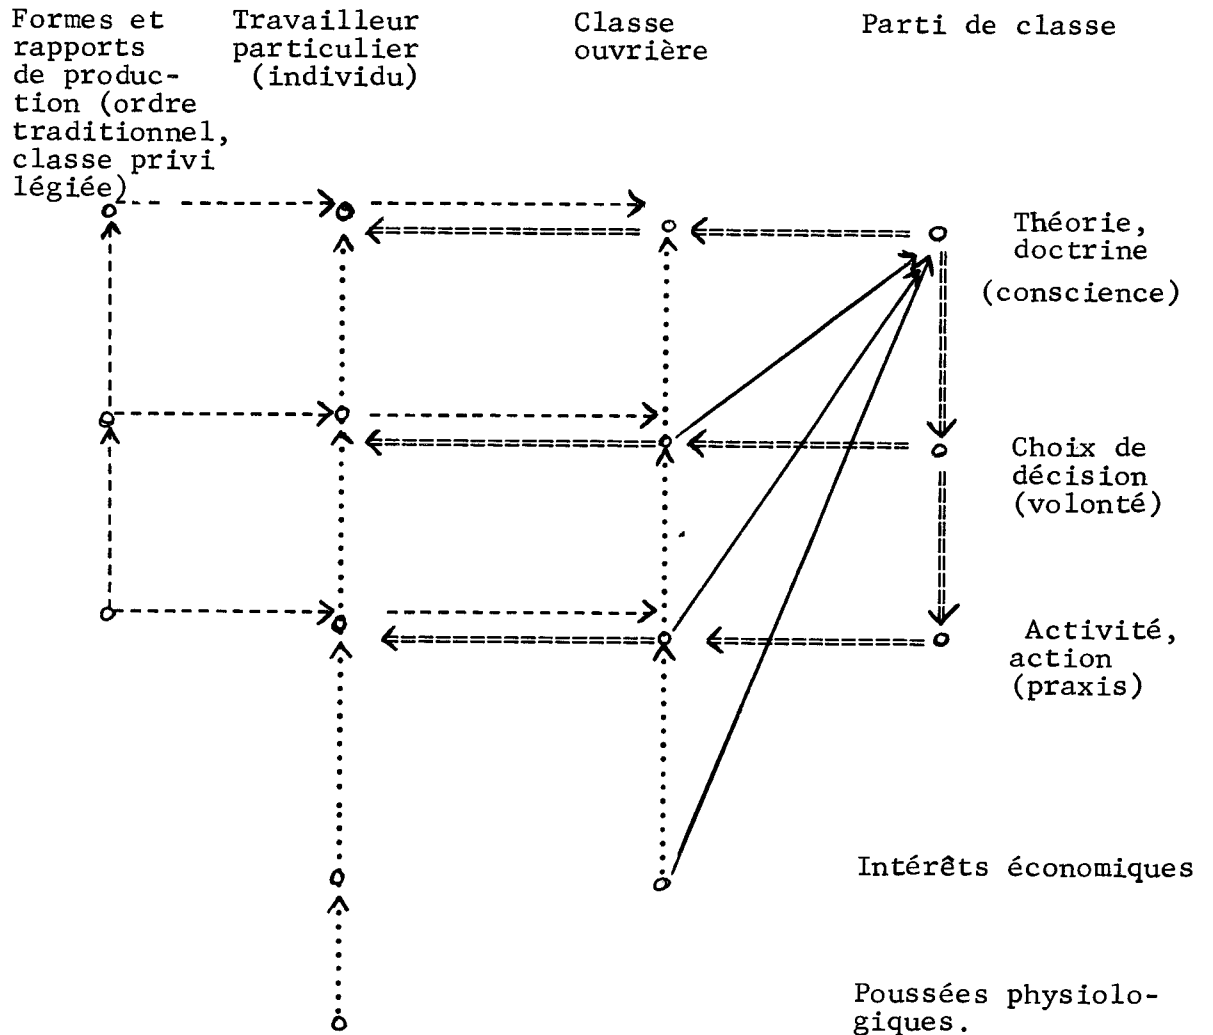 Formes et
rapports
de produc-
tion (ordre
traditionnel,
classe privi
légiée)
Travailleur
particulier
(individu)
Classe
ouvrière
Parti de classe
Théorie,
doctrine
(conscience)
Choix de
décision
(volonté)
Activité,
action
(praxis)
Intérêts économiques
Poussées physiolo-
giques.